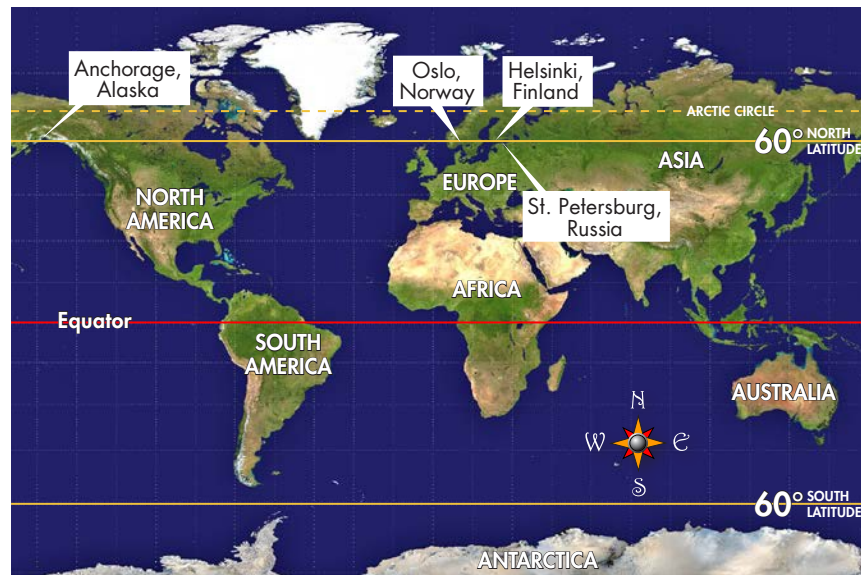 Anchorage,
Alaska
Oslo,
Norway
Helsinki,
Finland
ARCTIC CIRCLE
60° NORTH
LATITUDE
ASIA
EUROPE
NORTH
AMERICA
St. Petersburg,
Russia
AFRICA
Equator
SOUTH
AMERICA
AUSTRALIA
N
W E
S
60° SOUTH
LATITUDE
ANTARCTICA